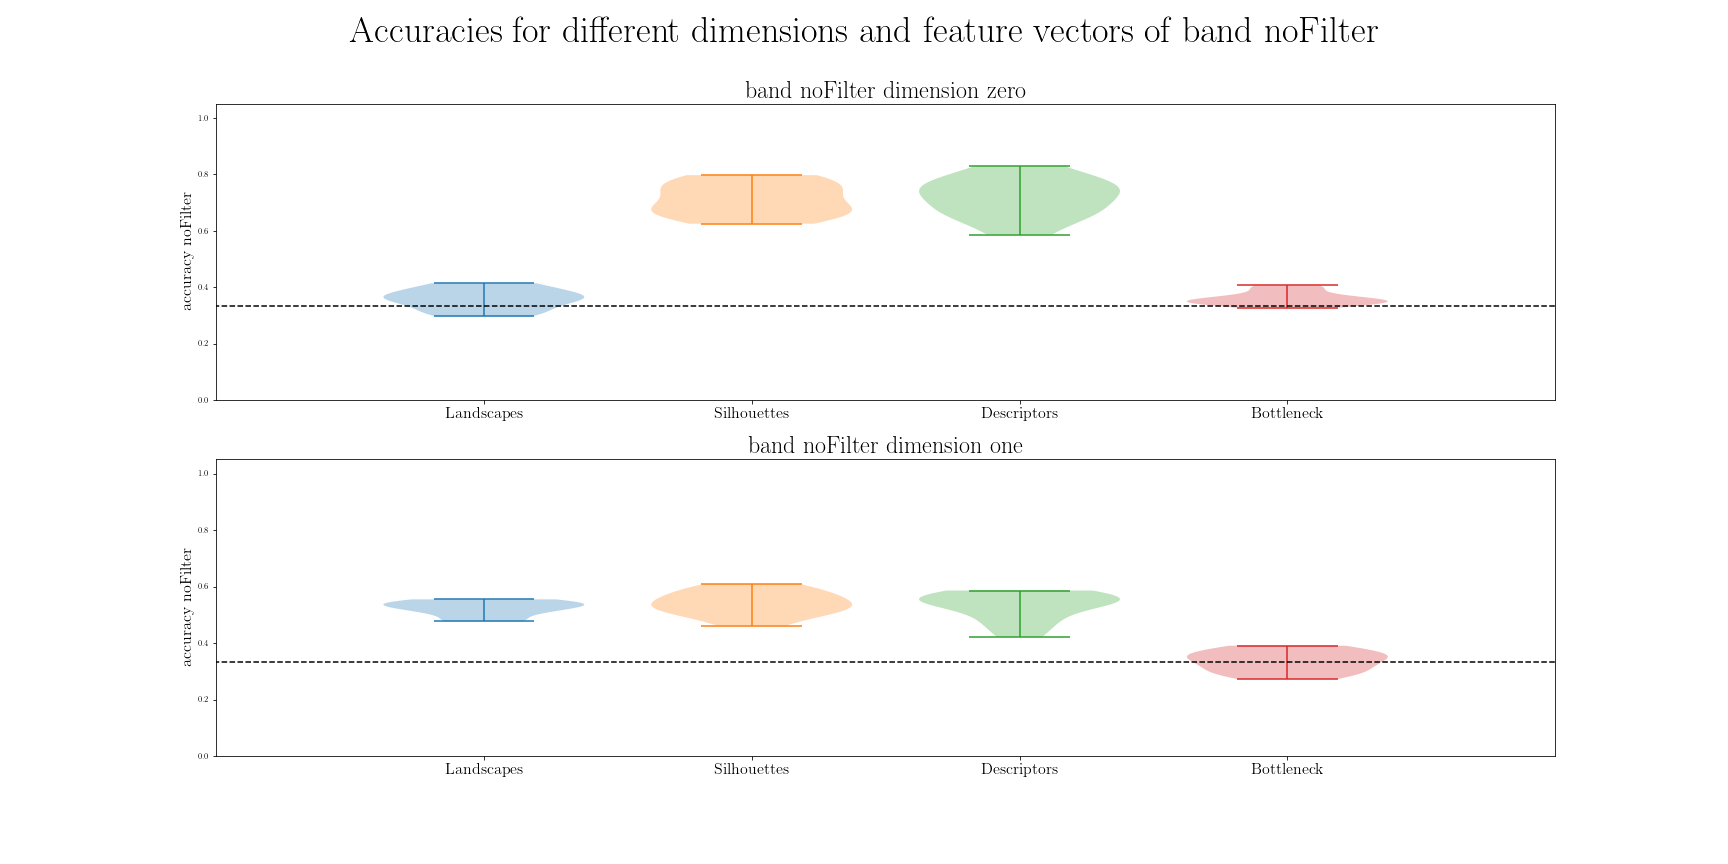 Accuracies for different dimensions and feature vectors of band noFilter
band noFilter dimension zero
accuracy noFilter
1.0
0.8
0.6
0.4
0.2
0.0
Landscapes Silhouettes Descriptors Bottleneck
band noFilter dimension one
accuracy noFilter
1.0
0.8
0.6
0.4
0.2
0.0
Landscapes Silhouettes Descriptors Bottleneck